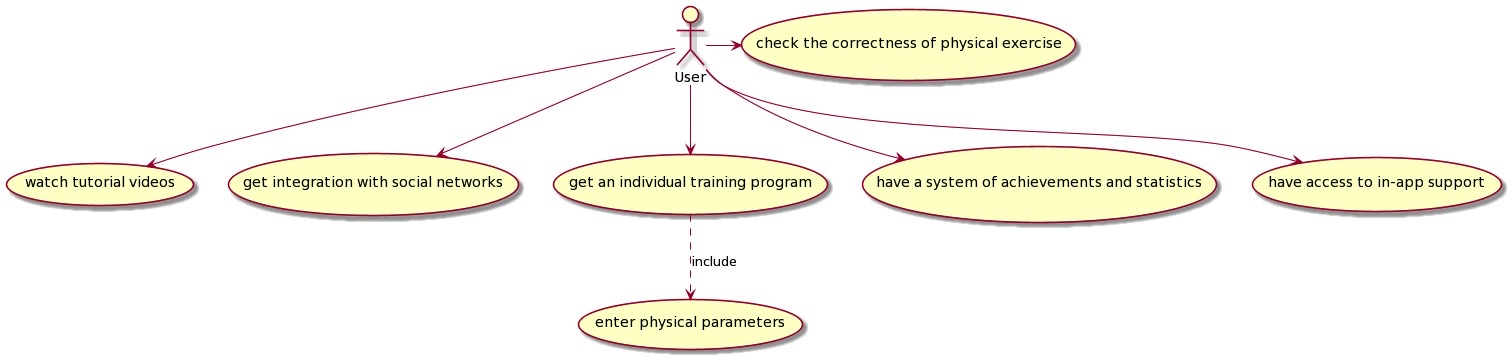 check the correctness of physical exercise
User
watch tutorial videos
get integration with social networks
get an individual training program
have a system of achievements and statistics
have access to in-app support
include
enter physical parameters